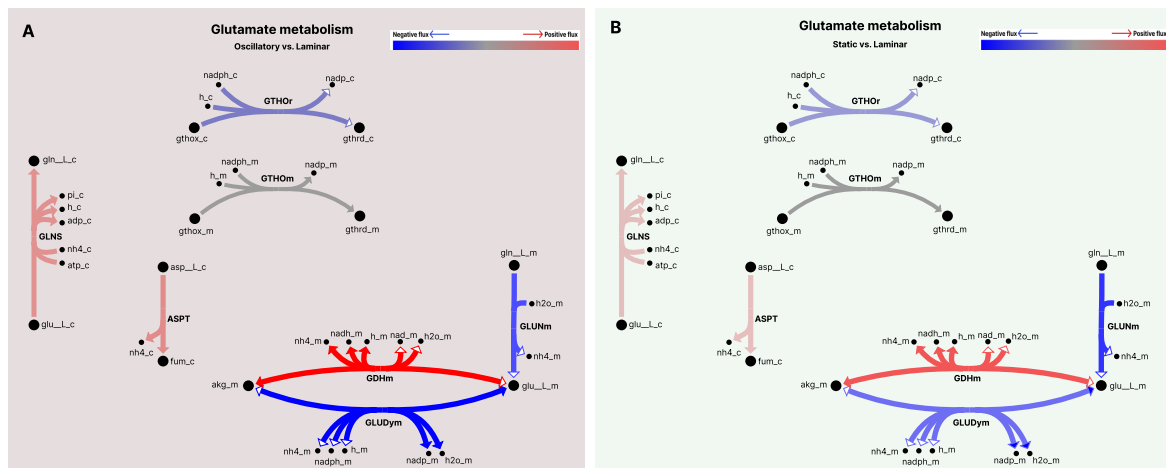 A
Glutamate metabolism
Oscillatory vs. Laminar
Negative flux
Positive flux
nadph_c
nadp_c
h_c
GTHOr
gthox_c
gthrd_c
nadph_m
nadp_m
h_m
GTHOm
gthox_m
gthrd_m
gln__L_c
pi_c
h_c
adp_c
GLNS
nh4_c
atp_c
glu__L_c
asp__L_c
ASPT
nh4_c
fum_c
gln__L_m
h2o_m
GLUNm
nh4_m
glu__L_m
nh4_m
nadh_m
h_m
nad_m
h2o_m
GDHm
akg_m
GLUDym
nh4_m
nadph_m
h_m
nadp_m
h2o_m
B
Glutamate metabolism
Static vs. Laminar
Negative flux
Positive flux
nadph_c
nadp_c
h_c
GTHOr
gthox_c
gthrd_c
nadph_m
nadp_m
h_m
GTHOm
gthox_m
gthrd_m
gln__L_c
pi_c
h_c
adp_c
GLNS
nh4_c
atp_c
glu__L_c
asp__L_c
ASPT
nh4_c
fum_c
gln__L_m
h2o_m
GLUNm
nh4_m
glu__L_m
nh4_m
nadh_m
h_m
nad_m
h2o_m
GDHm
akg_m
GLUDym
nh4_m
nadph_m
h_m
nadp_m
h2o_m